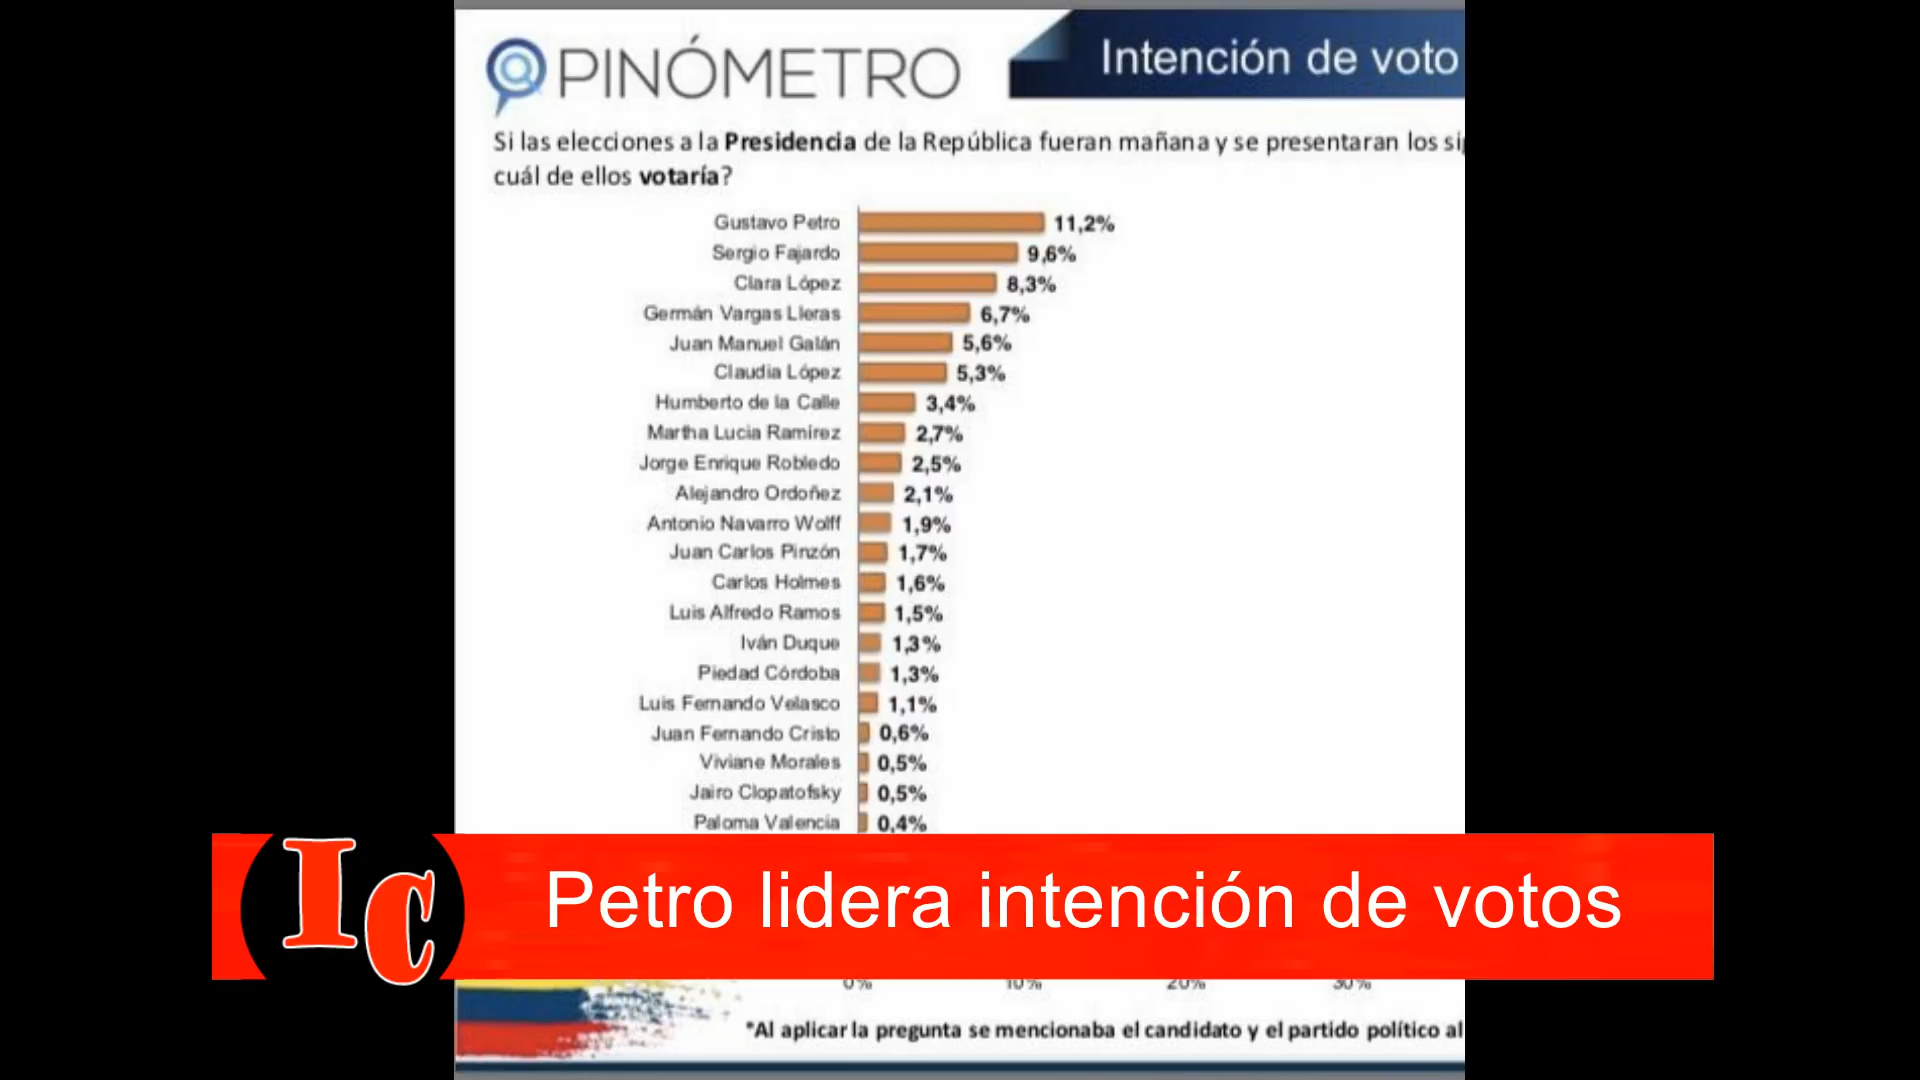 OPINÓMETRO
Intención de voto
Si las elecciones a la Presidencia de la República fueran mañana y se presentaran los
cuál de ellos votaría?
Gustavo Petro 11,2%
Sergio Fajardo 9,6%
Clara López 8,3%
Germán Vargas Lleras 6,7%
Juan Manuel Galán 5,6%
Claudia López 5,3%
Humberto de la Calle 3,4%
Martha Lucia Ramírez 2,7%
Jorge Enrique Robledo 2,5%
Alejandro Ordoñez 2,1%
Antonio Navarro Wolff 1,9%
Juan Carlos Pinzón 1,7%
Carlos Holmes 1,6%
Luis Alfredo Ramos 1,5%
Iván Duque 1,3%
Piedad Córdoba 1,3%
Luis Fernando Velasco 1,1%
Juan Fernando Cristo 0,6%
Viviane Morales 0,5%
Jairo Clopatofsky 0,5%
Paloma Valencia 0,4%
IC
Petro lidera intención de votos
0% 10% 20% 30%
*Al aplicar la pregunta se mencionaba el candidato y el partido político al